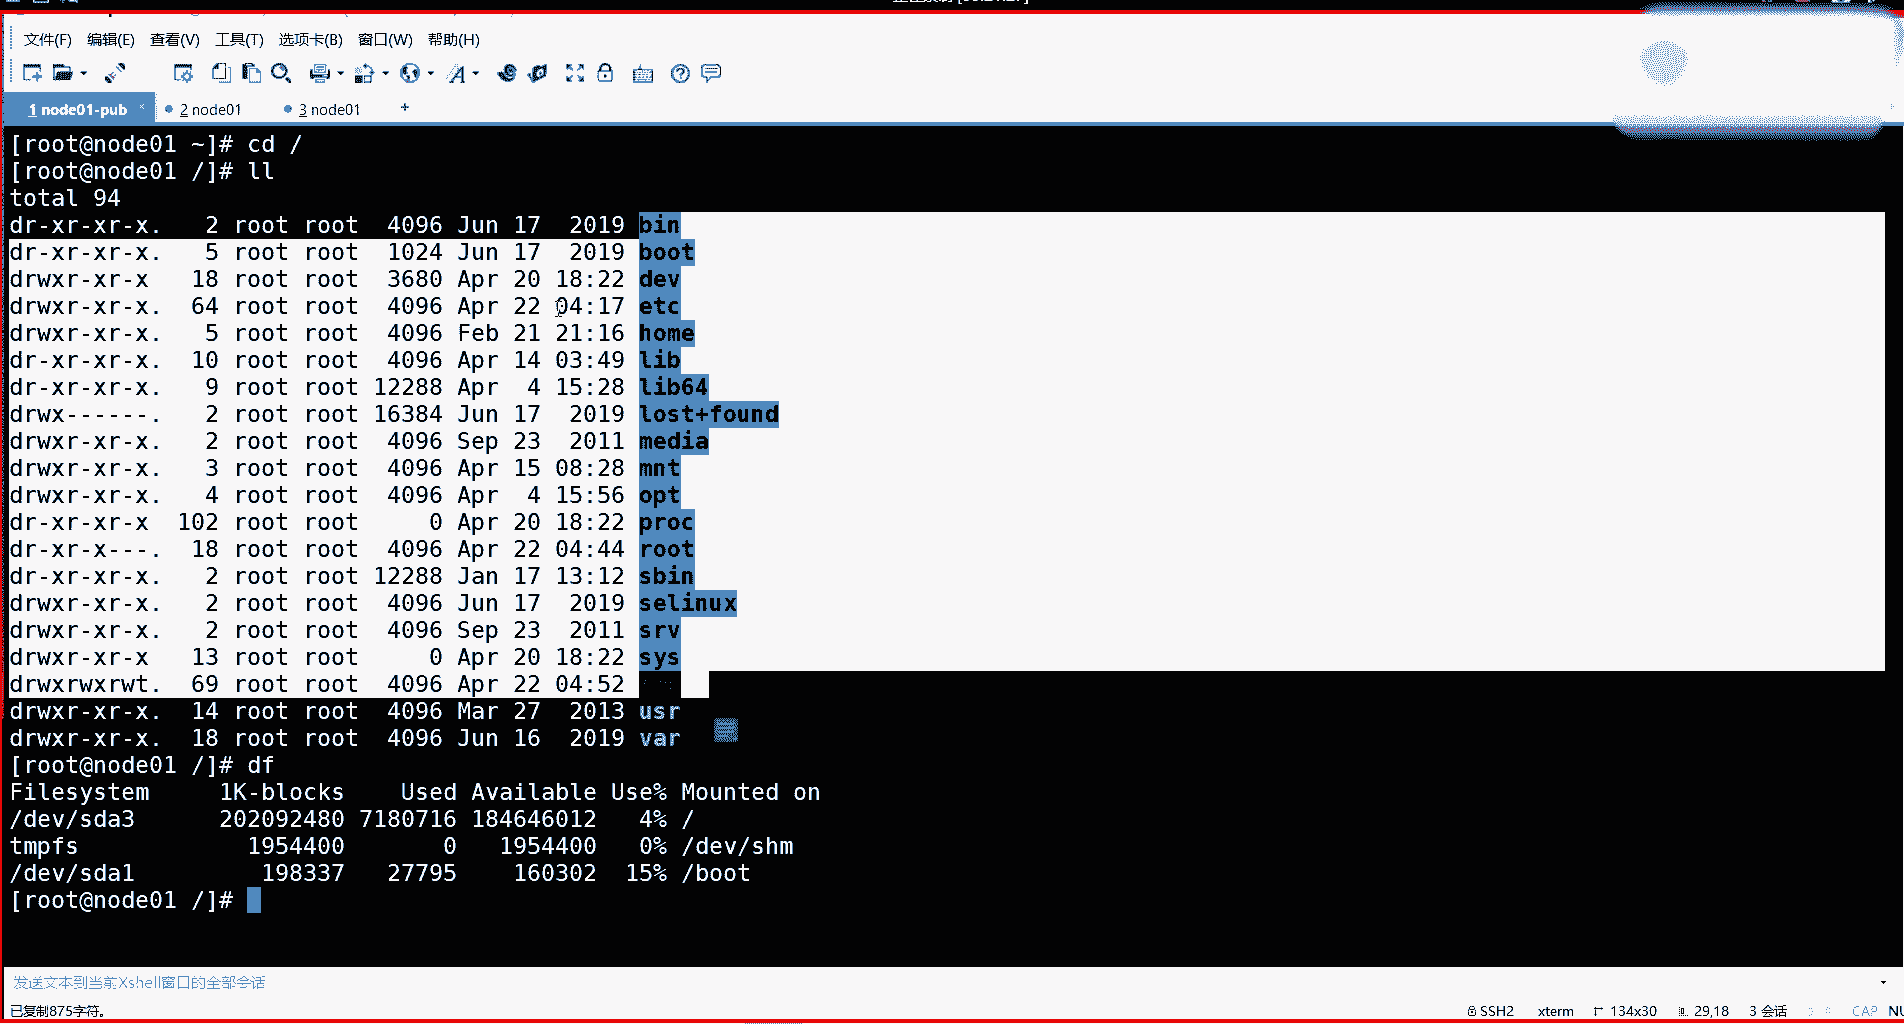 文件(F) 编辑(E) 查看(V) 工具(T) 选项卡(B) 窗口(W) 帮助(H)
1 node01-pub × 2 node01 3 node01 +
[root@node01 ~]# cd /
[root@node01 /]# ll
total 94
dr-xr-xr-x.   2 root root  4096 Jun 17  2019 bin
dr-xr-xr-x.   5 root root  1024 Jun 17  2019 boot
drwxr-xr-x   18 root root  3680 Apr 20 18:22 dev
drwxr-xr-x.  64 root root  4096 Apr 22 04:17 etc
drwxr-xr-x.   5 root root  4096 Feb 21 21:16 home
dr-xr-xr-x.  10 root root  4096 Apr 14 03:49 lib
dr-xr-xr-x.   9 root root 12288 Apr  4 15:28 lib64
drwx------.   2 root root 16384 Jun 17  2019 lost+found
drwxr-xr-x.   2 root root  4096 Sep 23  2011 media
drwxr-xr-x.   3 root root  4096 Apr 15 08:28 mnt
drwxr-xr-x.   4 root root  4096 Apr  4 15:56 opt
dr-xr-xr-x  102 root root     0 Apr 20 18:22 proc
dr-xr-x---.  18 root root  4096 Apr 22 04:44 root
dr-xr-xr-x.   2 root root 12288 Jan 17 13:12 sbin
drwxr-xr-x.   2 root root  4096 Jun 17  2019 selinux
drwxr-xr-x.   2 root root  4096 Sep 23  2011 srv
drwxr-xr-x   13 root root     0 Apr 20 18:22 sys
drwxrwxrwt.  69 root root  4096 Apr 22 04:52
drwxr-xr-x.  14 root root  4096 Mar 27  2013 usr
drwxr-xr-x.  18 root root  4096 Jun 16  2019 var
[root@node01 /]# df
Filesystem     1K-blocks    Used Available Use% Mounted on
/dev/sda3      202092480 7180716 184646012   4% /
tmpfs            1954400       0   1954400   0% /dev/shm
/dev/sda1         198337   27795    160302  15% /boot
[root@node01 /]#
发送文本到当前Xshell窗口的全部会话
已复制875字符。 SSH2 xterm 134x30 29,18 3 会话 CAP